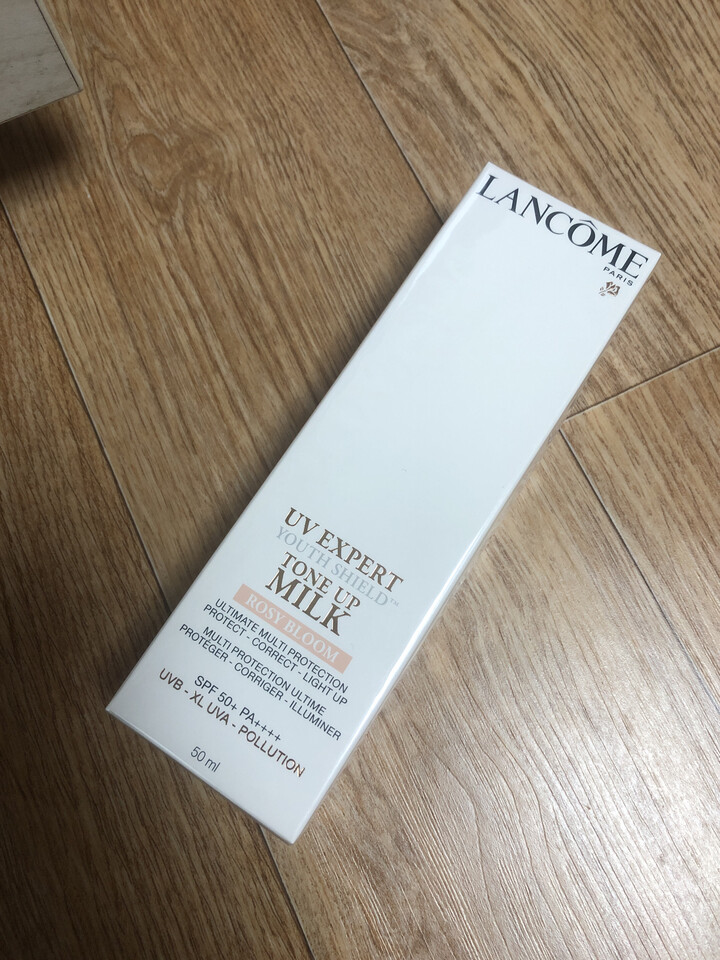 LANCÔME
PARIS
UV EXPERT
YOUTH SHIELD™
TONE UP
MILK
ROSY BLOOM
ULTIMATE MULTI PROTECTION
PROTECT - CORRECT - LIGHT UP
MULTI PROTECTION ULTIME
PROTÉGER - CORRIGER - ILLUMINER
SPF 50+ PA++++
UVB - XL UVA - POLLUTION
50 ml